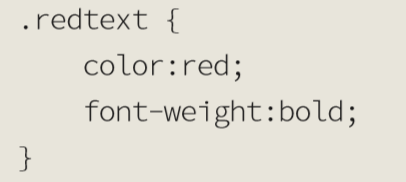 .redtext {
    color:red;
    font-weight:bold;
}